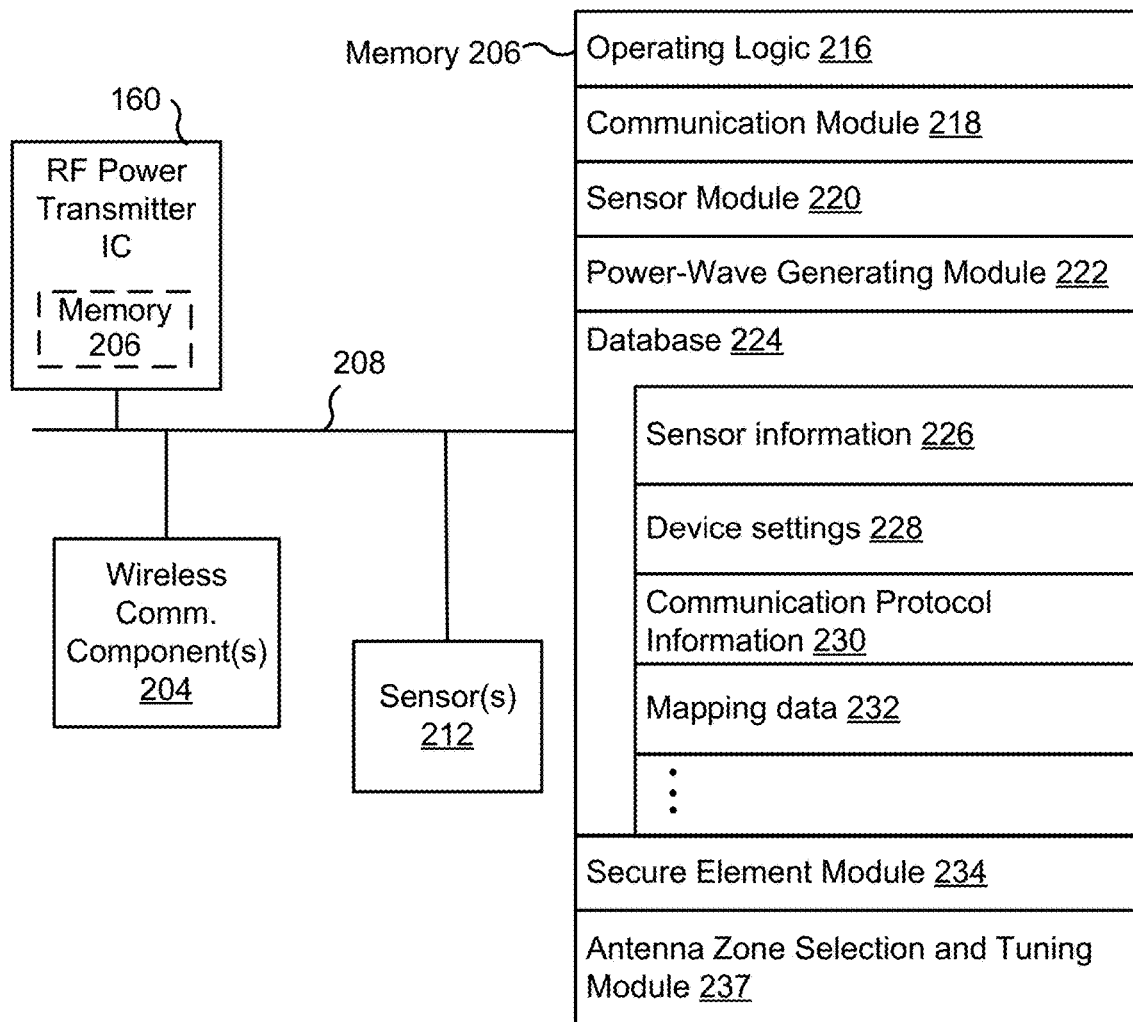 Memory 206
160
RF Power
Transmitter
IC
Memory
206
208
Wireless
Comm.
Component(s)
204
Sensor(s)
212
Operating Logic 216
Communication Module 218
Sensor Module 220
Power-Wave Generating Module 222
Database 224
Sensor information 226
Device settings 228
Communication Protocol
Information 230
Mapping data 232
Secure Element Module 234
Antenna Zone Selection and Tuning
Module 237